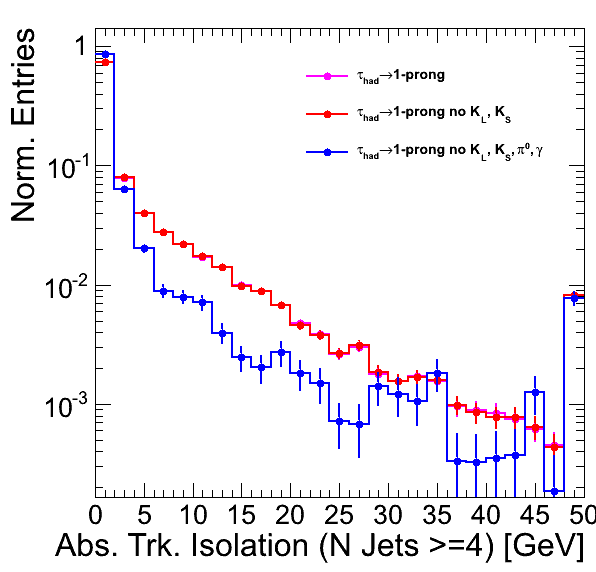 Norm. Entries
1
10⁻¹
10⁻²
10⁻³
τhad→1-prong
τhad→1-prong no KL, KS
τhad→1-prong no KL, KS, π⁰, γ
0 5 10 15 20 25 30 35 40 45 50
Abs. Trk. Isolation (N Jets >=4) [GeV]